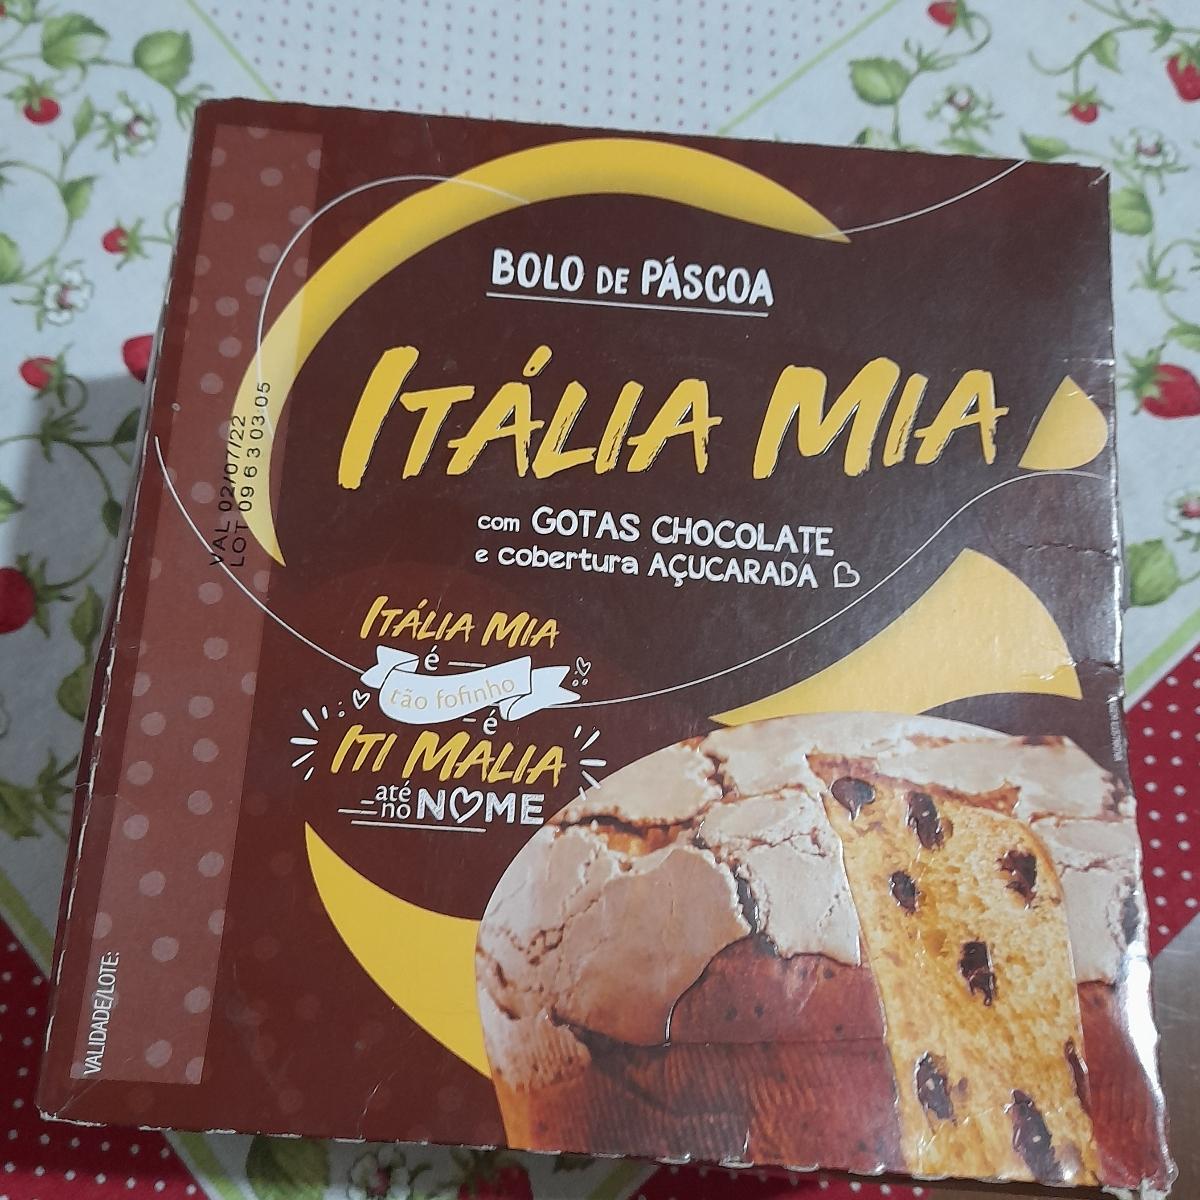 BOLO DE PÁSCOA
ITÁLIA MIA
com GOTAS CHOCOLATE
e cobertura AÇUCARADA
ITÁLIA MIA
é
tão fofinho
é
ITI MALIA
até
no NOME
VAL 02/07/22
LOT 09 6 3 03 05
VALIDADE/LOTE: